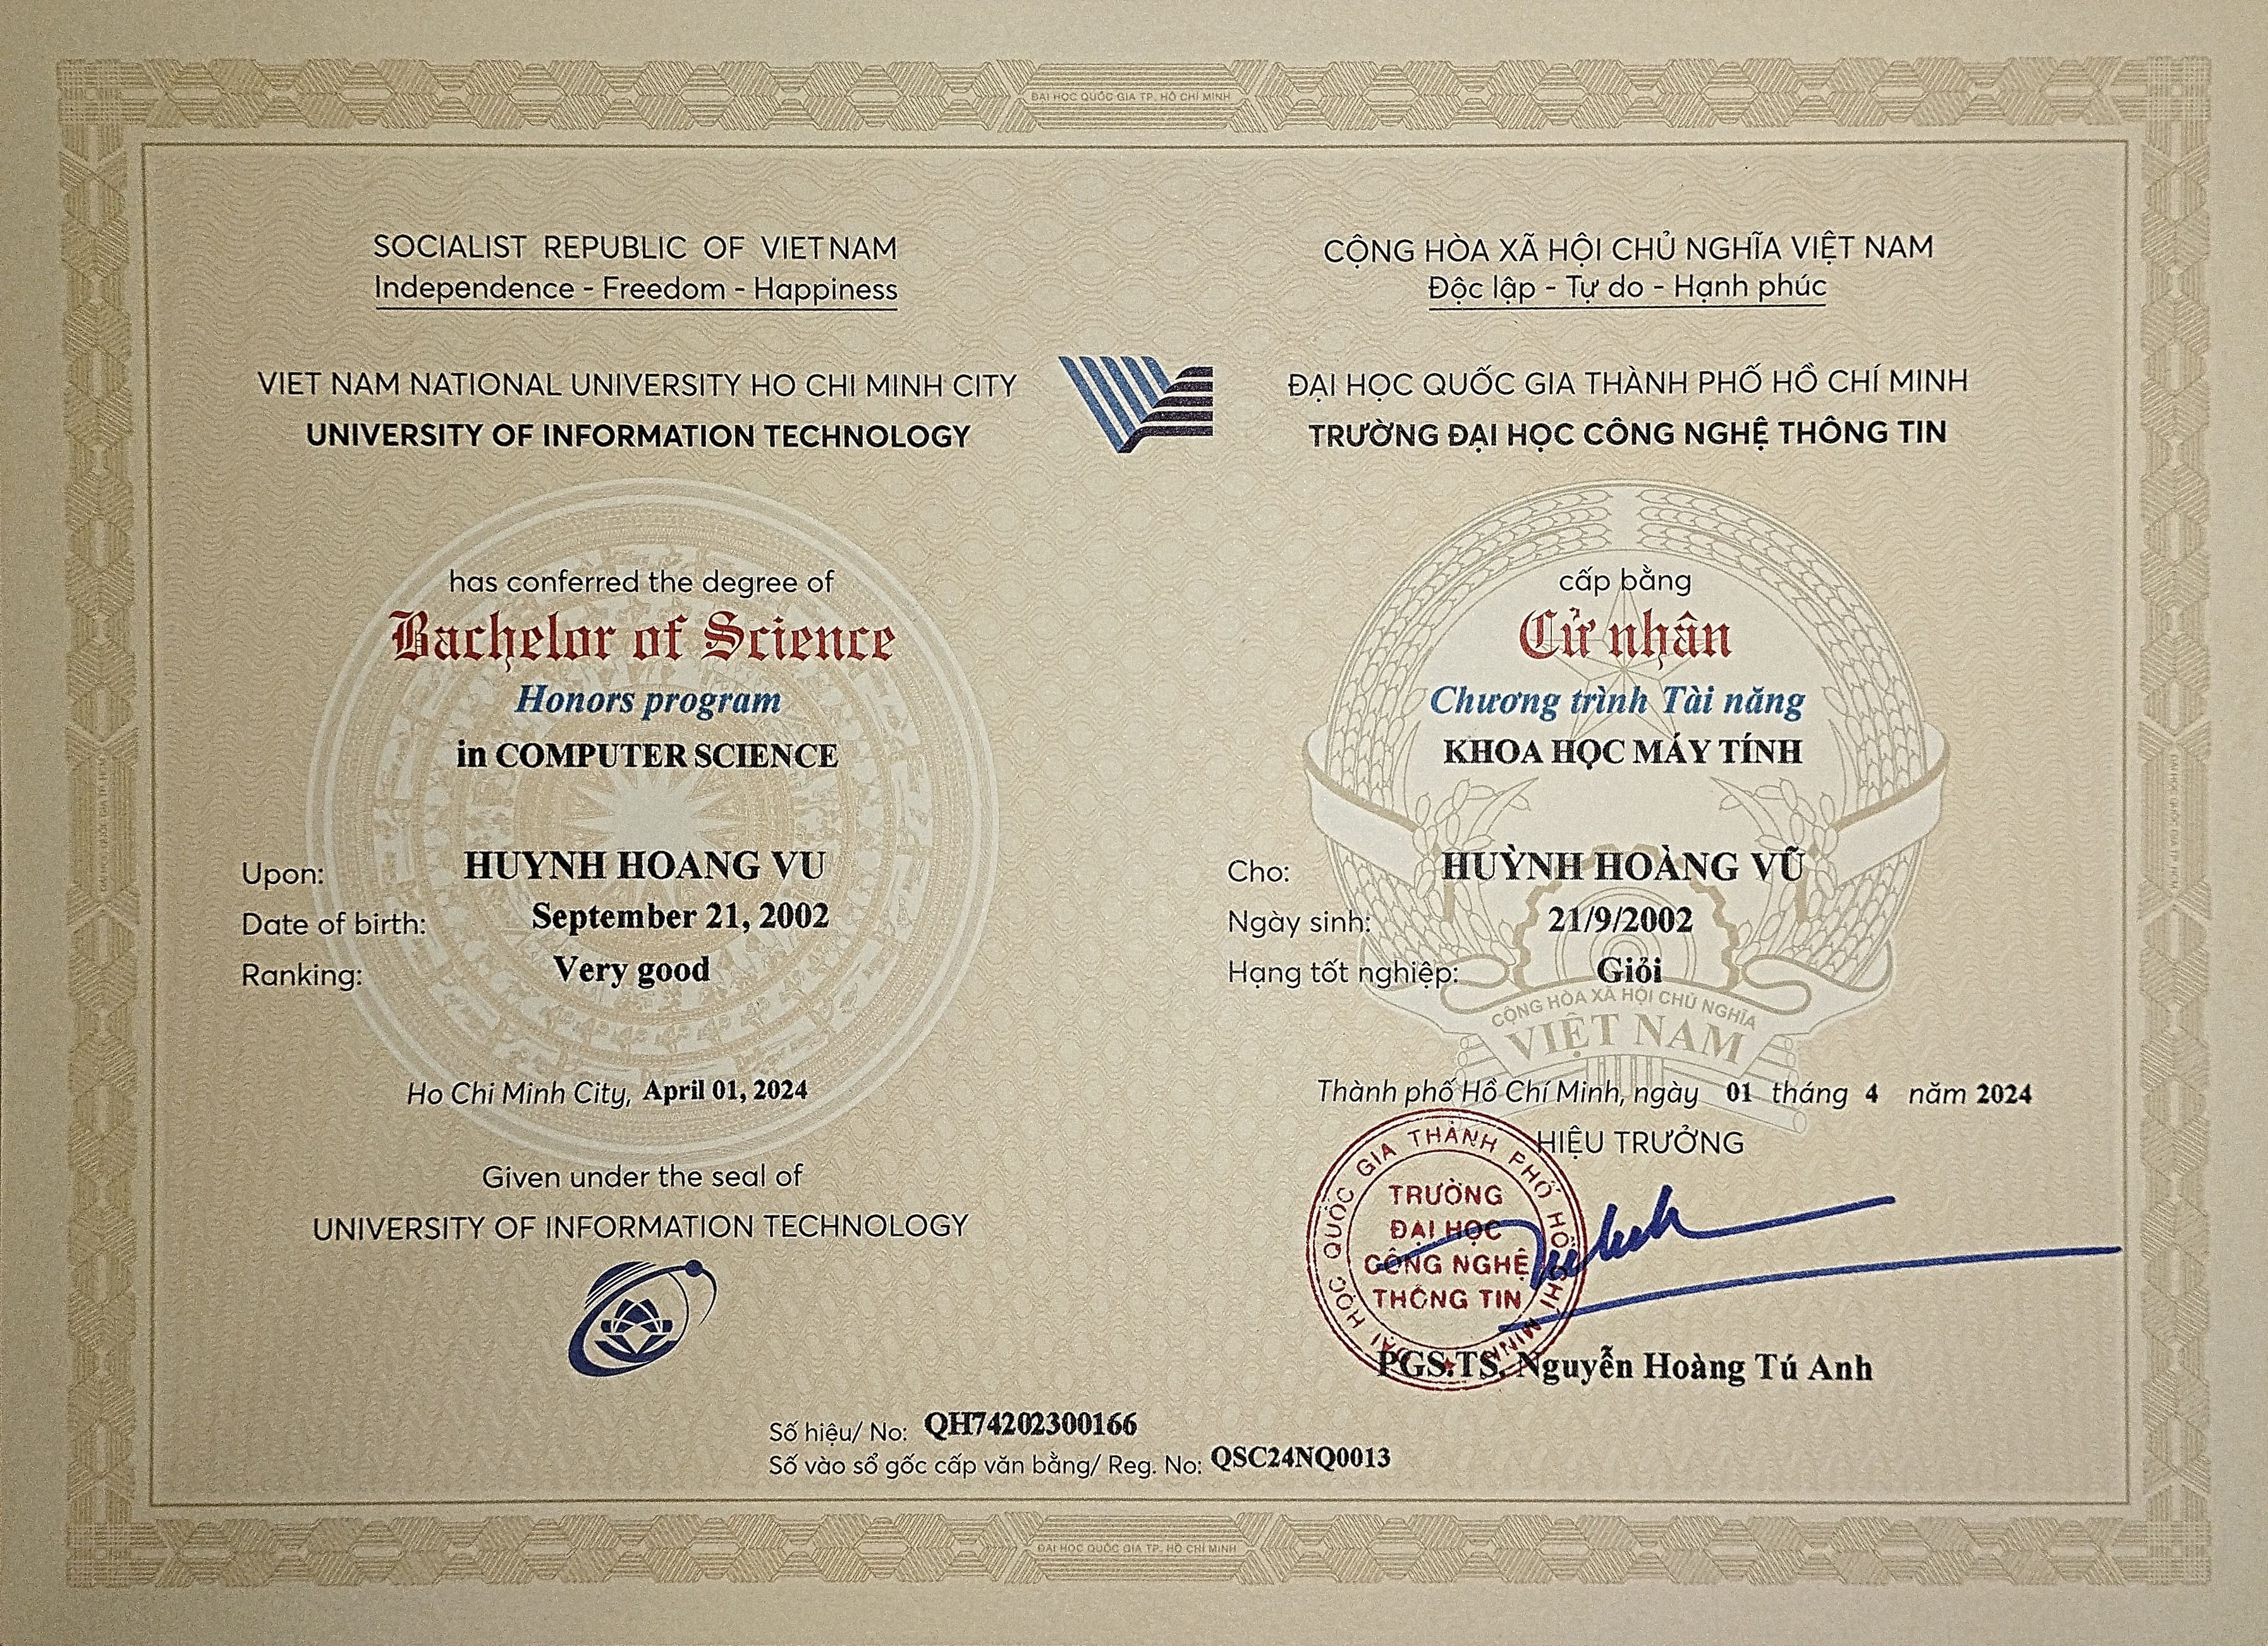 ĐẠI HỌC QUỐC GIA TP. HỒ CHÍ MINH
SOCIALIST REPUBLIC OF VIETNAM
Independence - Freedom - Happiness
VIET NAM NATIONAL UNIVERSITY HO CHI MINH CITY
UNIVERSITY OF INFORMATION TECHNOLOGY
has conferred the degree of
Bachelor of Science
Honors program
in COMPUTER SCIENCE
Upon: HUYNH HOANG VU
Date of birth: September 21, 2002
Ranking: Very good
Ho Chi Minh City, April 01, 2024
Given under the seal of
UNIVERSITY OF INFORMATION TECHNOLOGY
CỘNG HÒA XÃ HỘI CHỦ NGHĨA VIỆT NAM
Độc lập - Tự do - Hạnh phúc
ĐẠI HỌC QUỐC GIA THÀNH PHỐ HỒ CHÍ MINH
TRƯỜNG ĐẠI HỌC CÔNG NGHỆ THÔNG TIN
cấp bằng
Cử nhân
Chương trình Tài năng
KHOA HỌC MÁY TÍNH
Cho: HUỲNH HOÀNG VŨ
Ngày sinh: 21/9/2002
Hạng tốt nghiệp: Giỏi
CỘNG HÒA XÃ HỘI CHỦ NGHĨA
VIỆT NAM
Thành phố Hồ Chí Minh, ngày 01 tháng 4 năm 2024
HIỆU TRƯỞNG
ĐẠI HỌC QUỐC GIA THÀNH PHỐ HỒ CHÍ MINH
TRƯỜNG
ĐẠI HỌC
CÔNG NGHỆ
THÔNG TIN
PGS.TS. Nguyễn Hoàng Tú Anh
Số hiệu/ No: QH74202300166
Số vào sổ gốc cấp văn bằng/ Reg. No: QSC24NQ0013
ĐẠI HỌC QUỐC GIA TP. HỒ CHÍ MINH